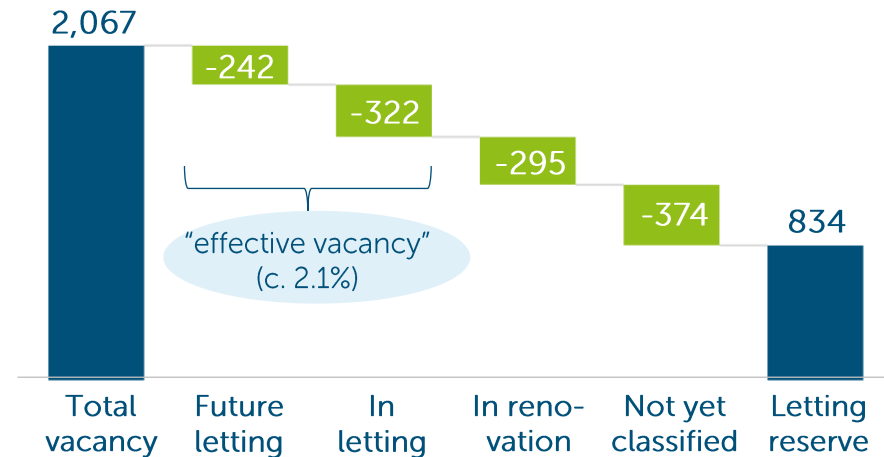 2,067
-242
-322
-295
-374
834
“effective vacancy”
(c. 2.1%)
Total
vacancy
Future
letting
In
letting
In reno-
vation
Not yet
classified
Letting
reserve